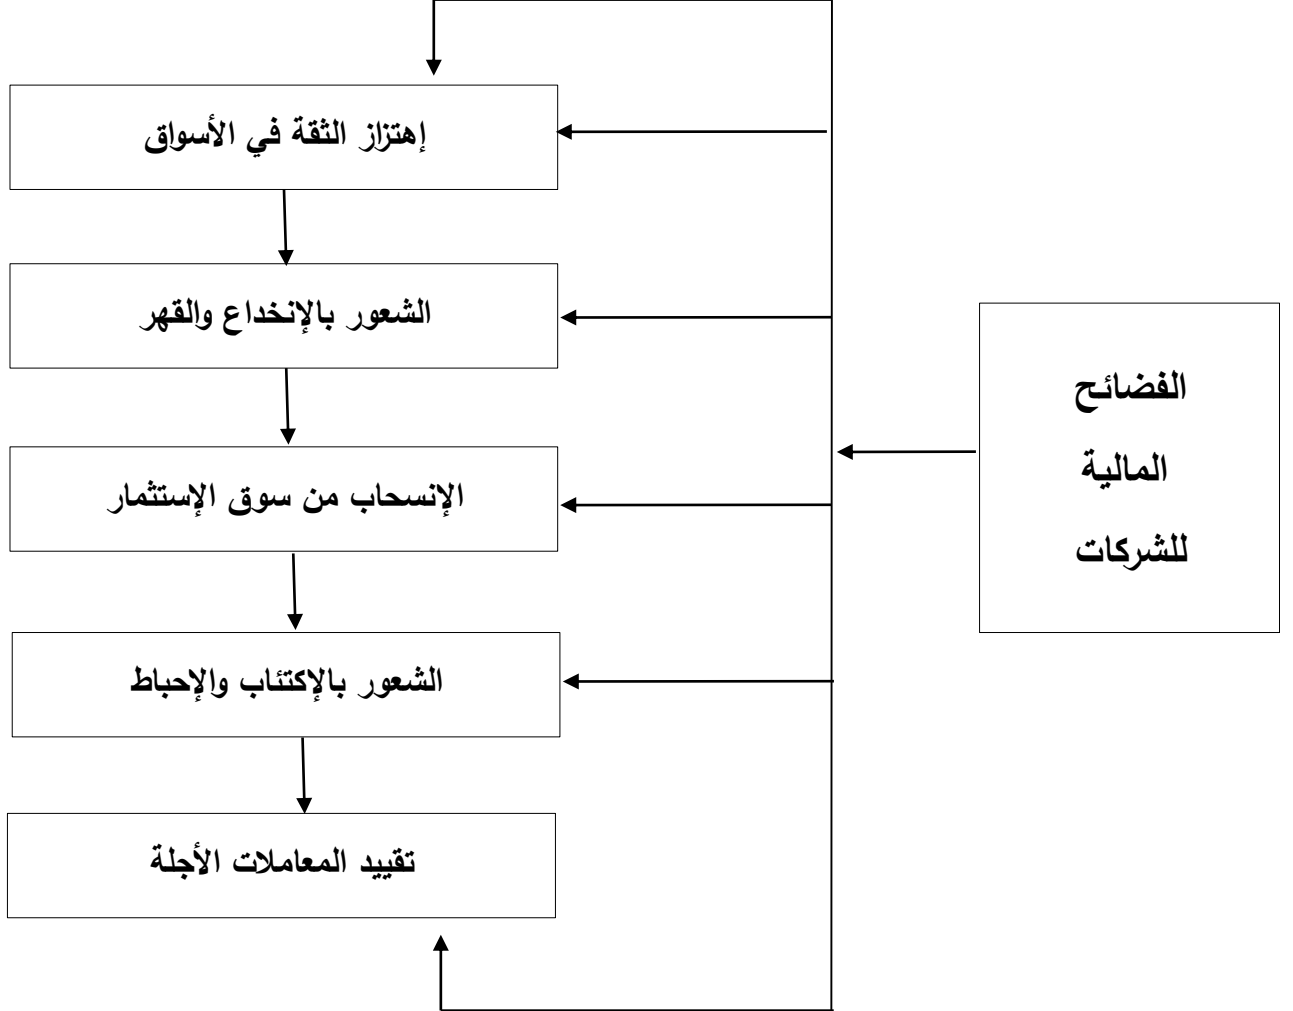 الفضائح
المالية
للشركات
إهتزاز الثقة في الأسواق
الشعور بالإنخداع والقهر
الإنسحاب من سوق الإستثمار
الشعور بالإكتئاب والإحباط
تقييد المعاملات الأجلة